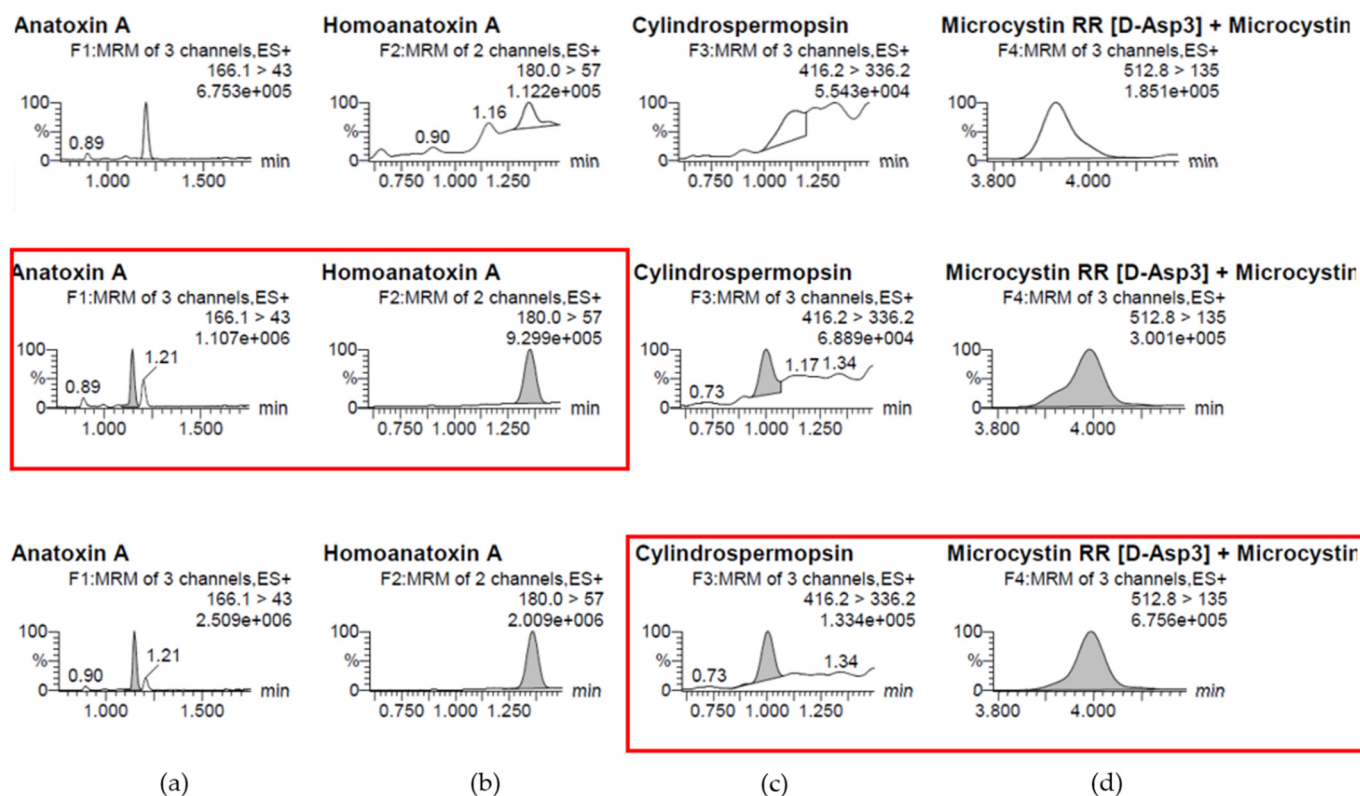 Anatoxin A
F1:MRM of 3 channels,ES+
166.1 > 43
6.753e+005
100
%
0
0.89
min
1.000 1.500
Homoanatoxin A
F2:MRM of 2 channels,ES+
180.0 > 57
1.122e+005
100
%
0
0.90
1.16
min
0.750 1.000 1.250
Cylindrospermopsin
F3:MRM of 3 channels,ES+
416.2 > 336.2
5.543e+004
100
%
0
min
0.750 1.000 1.250
Microcystin RR [D-Asp3] + Microcystin
F4:MRM of 3 channels,ES+
512.8 > 135
1.851e+005
100
%
0
min
3.800 4.000
Anatoxin A
F1:MRM of 3 channels,ES+
166.1 > 43
1.107e+006
100
%
0
0.89
1.21
min
1.000 1.500
Homoanatoxin A
F2:MRM of 2 channels,ES+
180.0 > 57
9.299e+005
100
%
0
min
0.750 1.000 1.250
Cylindrospermopsin
F3:MRM of 3 channels,ES+
416.2 > 336.2
6.889e+004
100
%
0
0.73
1.17 1.34
min
0.750 1.000 1.250
Microcystin RR [D-Asp3] + Microcystin
F4:MRM of 3 channels,ES+
512.8 > 135
3.001e+005
100
%
0
min
3.800 4.000
Anatoxin A
F1:MRM of 3 channels,ES+
166.1 > 43
2.509e+006
100
%
0
0.90
1.21
min
1.000 1.500
Homoanatoxin A
F2:MRM of 2 channels,ES+
180.0 > 57
2.009e+006
100
%
0
min
0.750 1.000 1.250
Cylindrospermopsin
F3:MRM of 3 channels,ES+
416.2 > 336.2
1.334e+005
100
%
0
0.73
1.34
min
0.750 1.000 1.250
Microcystin RR [D-Asp3] + Microcystin
F4:MRM of 3 channels,ES+
512.8 > 135
6.756e+005
100
%
0
min
3.800 4.000
(a) (b) (c) (d)